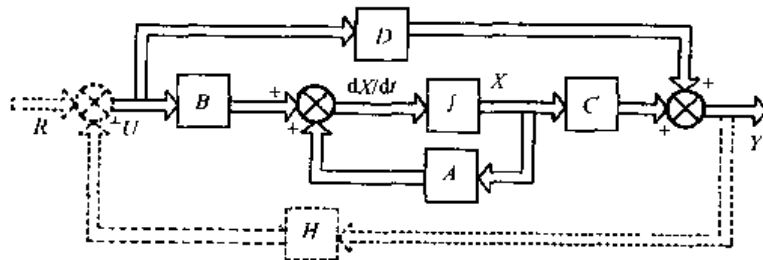 D
+
dX/dt
X
B
+
∫
C
+
+
R
±
U
+
Y
A
H